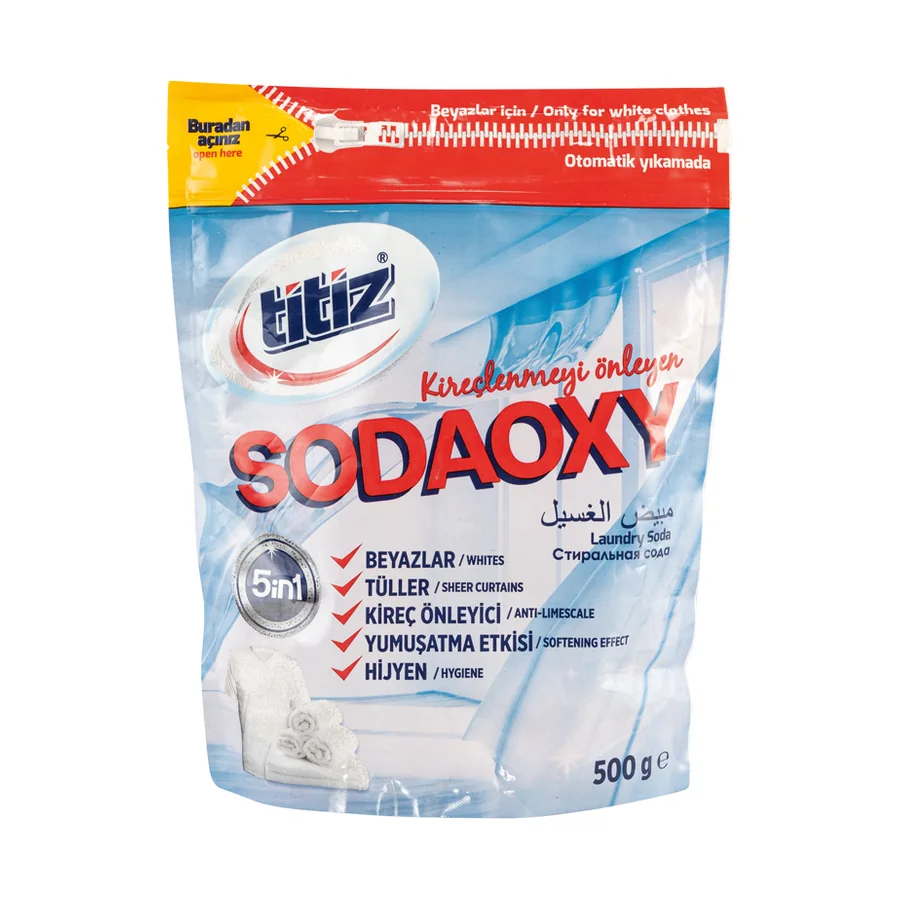 Buradan
açınız
open here
Beyazlar için / Only for white clothes
Otomatik yıkamada
titiz®
Kireçlenmeyi önleyen
SODAOXY
مبيض الغسيل
Laundry Soda
Стиральная сода
5in1
BEYAZLAR / WHITES
TÜLLER / SHEER CURTAINS
KİREÇ ÖNLEYİCİ / ANTI-LIMESCALE
YUMUŞATMA ETKİSİ / SOFTENING EFFECT
HİJYEN / HYGIENE
500 g ℮